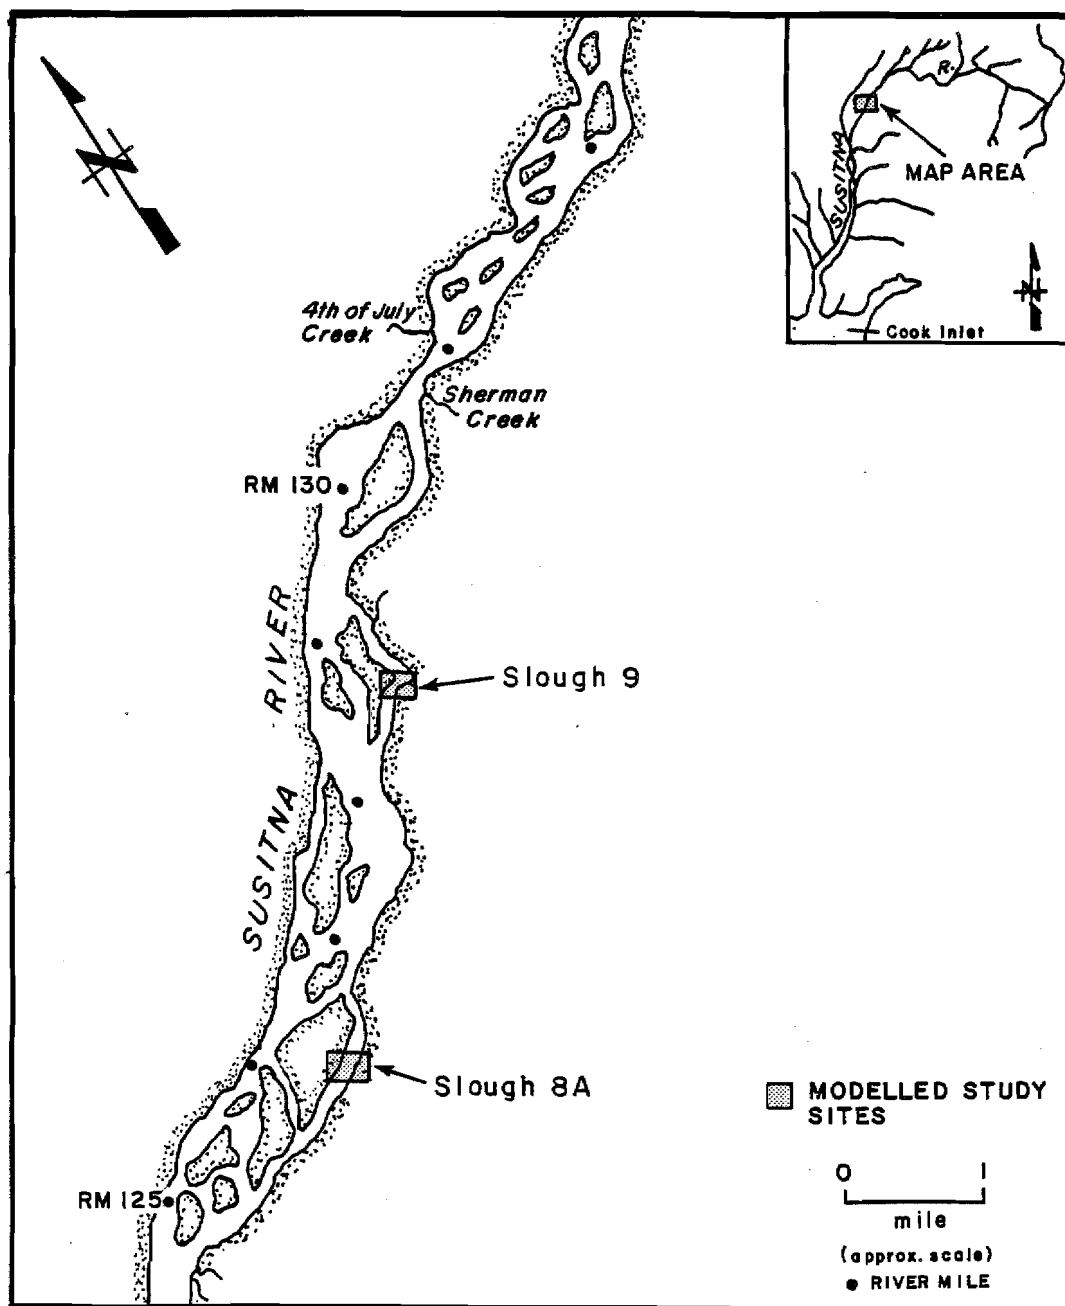 R.
MAP AREA
SUSITNA
N
Cook Inlet
N
4th of July
Creek
Sherman
Creek
RM 130
RIVER
SUSITNA
Slough 9
Slough 8A
RM 125
MODELLED STUDY
SITES
0 1
mile
(approx. scale)
● RIVER MILE